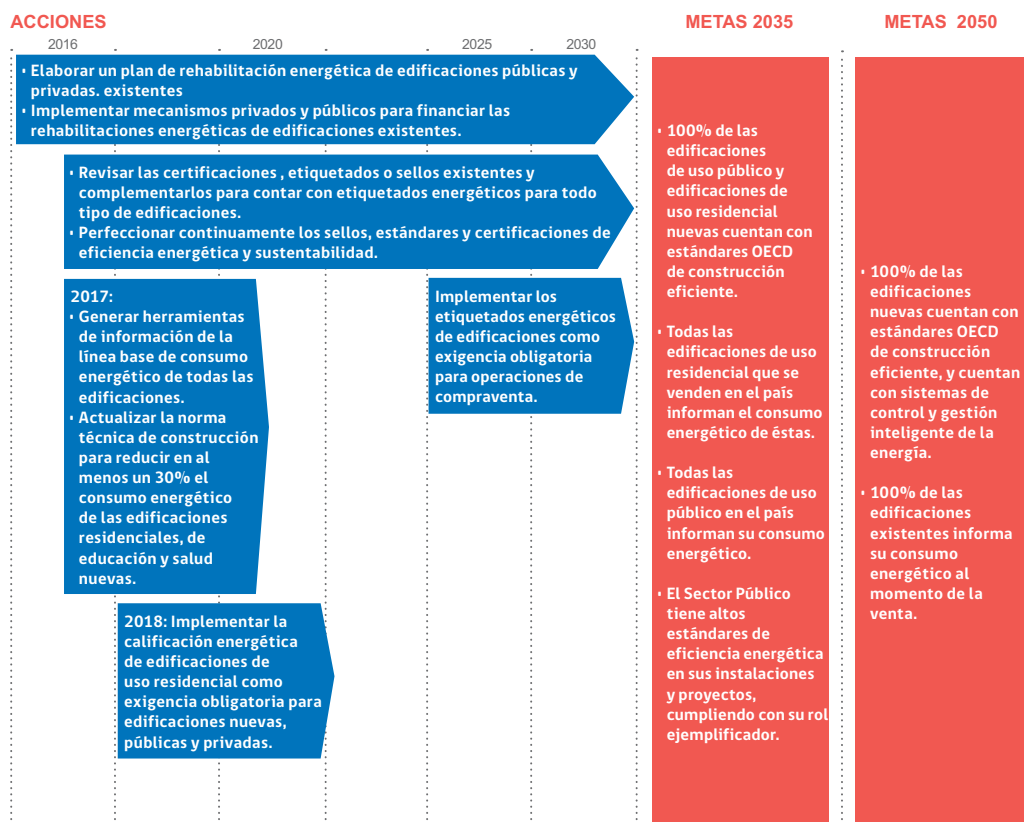 ACCIONES
METAS 2035
METAS 2050
2016
2020
2025
2030
• Elaborar un plan de rehabilitación energética de edificaciones públicas y
privadas. existentes
• Implementar mecanismos privados y públicos para financiar las
rehabilitaciones energéticas de edificaciones existentes.
• Revisar las certificaciones , etiquetados o sellos existentes y
complementarlos para contar con etiquetados energéticos para todo
tipo de edificaciones.
• Perfeccionar continuamente los sellos, estándares y certificaciones de
eficiencia energética y sustentabilidad.
2017:
• Generar herramientas
de información de la
línea base de consumo
energético de todas las
edificaciones.
• Actualizar la norma
técnica de construcción
para reducir en al
menos un 30% el
consumo energético
de las edificaciones
residenciales, de
educación y salud
nuevas.
Implementar los
etiquetados energéticos
de edificaciones como
exigencia obligatoria
para operaciones de
compraventa.
2018: Implementar la
calificación energética
de edificaciones de
uso residencial como
exigencia obligatoria para
edificaciones nuevas,
públicas y privadas.
• 100% de las
edificaciones
de uso público y
edificaciones de
uso residencial
nuevas cuentan con
estándares OECD
de construcción
eficiente.
• Todas las
edificaciones de uso
residencial que se
venden en el país
informan el consumo
energético de éstas.
• Todas las
edificaciones de uso
público en el país
informan su consumo
energético.
• El Sector Público
tiene altos
estándares de
eficiencia energética
en sus instalaciones
y proyectos,
cumpliendo con su rol
ejemplificador.
• 100% de las
edificaciones
nuevas cuentan con
estándares OECD
de construcción
eficiente, y cuentan
con sistemas de
control y gestión
inteligente de la
energía.
• 100% de las
edificaciones
existentes informa
su consumo
energético al
momento de la
venta.